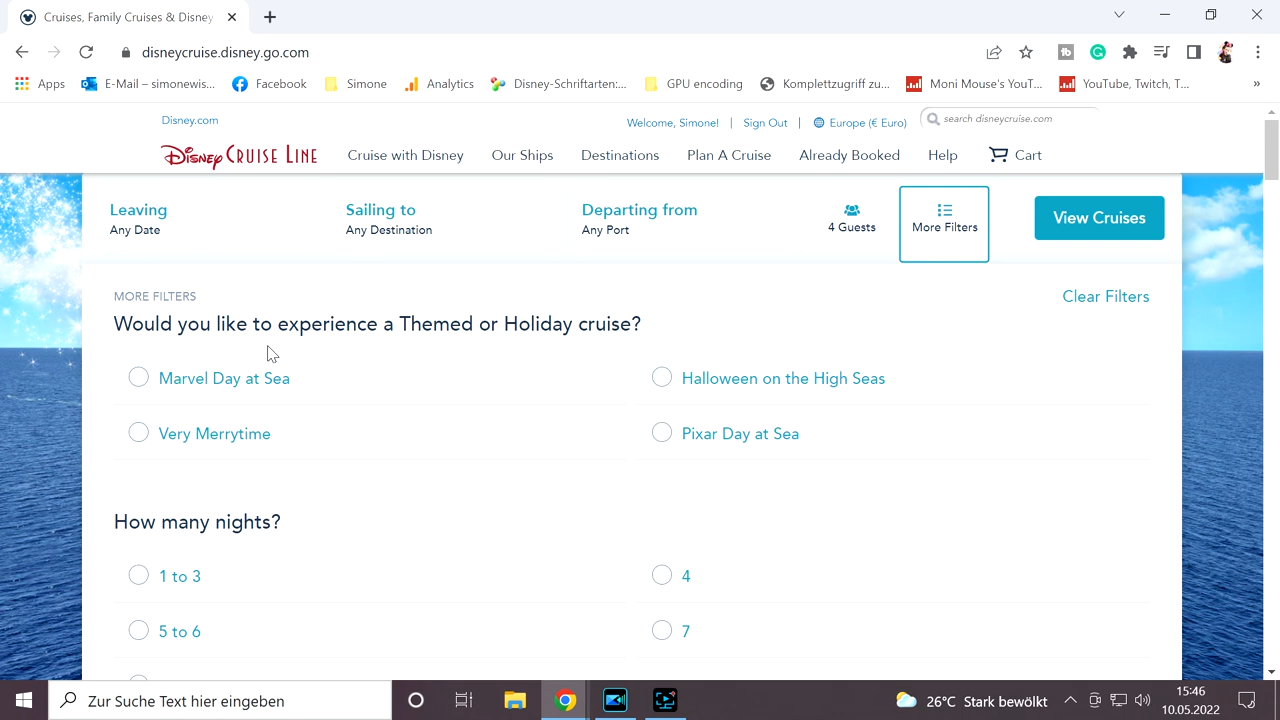 Cruises, Family Cruises & Disney
disneycruise.disney.go.com
Apps E-Mail – simonewis... Facebook Simone Analytics Disney-Schriftarten:... GPU encoding Komplettzugriff zu... Moni Mouse's YouT... YouTube, Twitch, T... »
Disney.com Welcome, Simone! | Sign Out | Europe (€ Euro) search disneycruise.com
Disney CRUISE LINE Cruise with Disney Our Ships Destinations Plan A Cruise Already Booked Help Cart
Leaving Sailing to Departing from
Any Date Any Destination Any Port 4 Guests More Filters View Cruises
MORE FILTERS Clear Filters
Would you like to experience a Themed or Holiday cruise?
Marvel Day at Sea Halloween on the High Seas
Very Merrytime Pixar Day at Sea
How many nights?
1 to 3 4
5 to 6 7
Zur Suche Text hier eingeben 26°C Stark bewölkt 15:46
10.05.2022